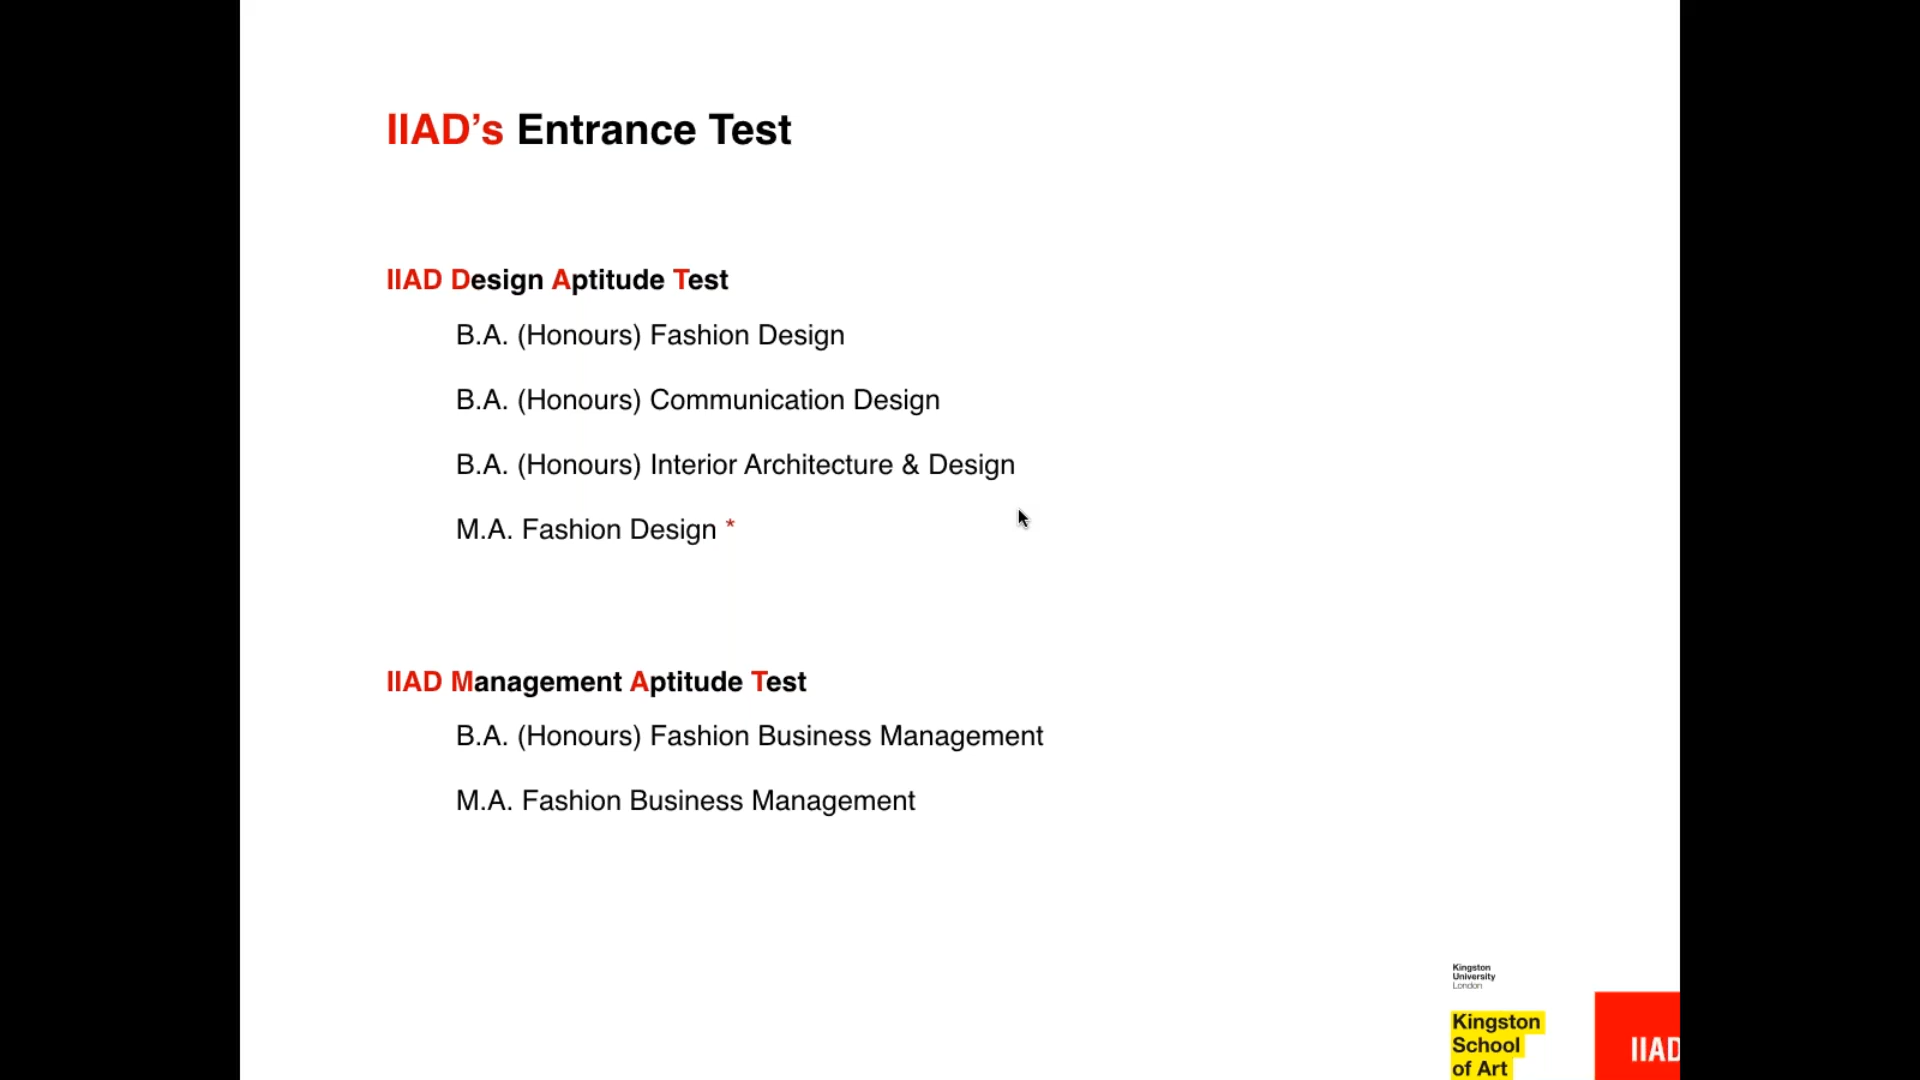 IIAD’s Entrance Test
IIAD Design Aptitude Test
B.A. (Honours) Fashion Design
B.A. (Honours) Communication Design
B.A. (Honours) Interior Architecture & Design
M.A. Fashion Design *
IIAD Management Aptitude Test
B.A. (Honours) Fashion Business Management
M.A. Fashion Business Management
Kingston
University
London
Kingston
School
of Art
IIAD